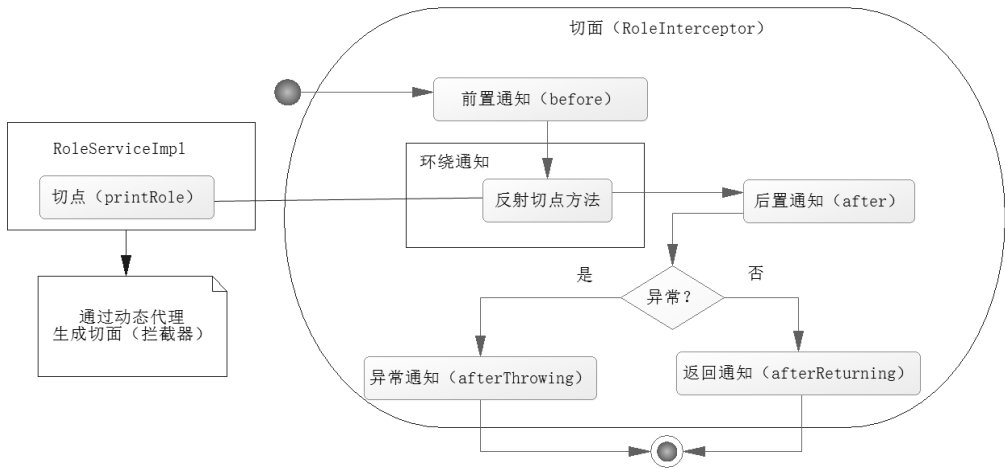 切面（RoleInterceptor）
前置通知（before）
RoleServiceImpl
切点（printRole）
环绕通知
反射切点方法
后置通知（after）
通过动态代理
生成切面（拦截器）
是
异常？
否
异常通知（afterThrowing）
返回通知（afterReturning）